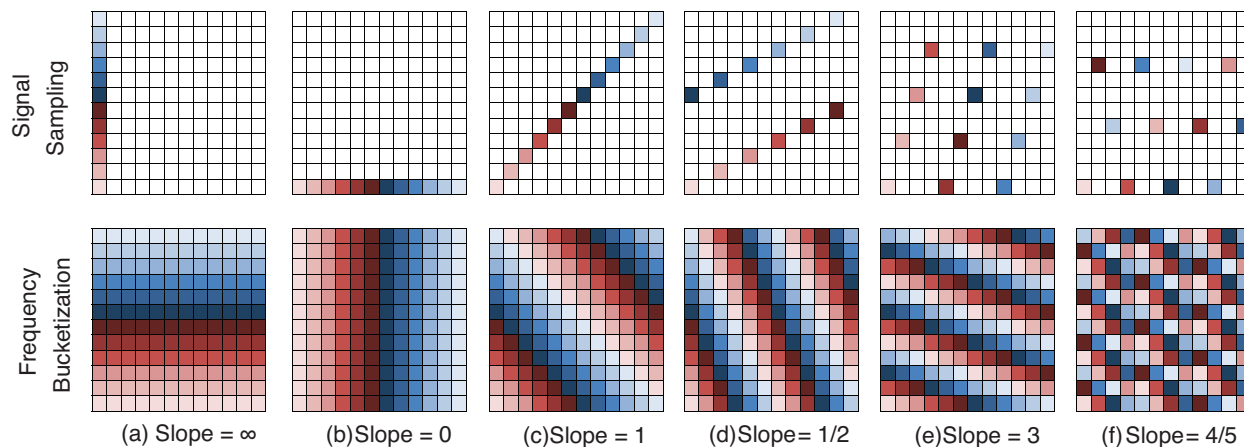 Signal
Sampling
Frequency
Bucketization
(a) Slope = ∞
(b)Slope = 0
(c)Slope = 1
(d)Slope= 1/2
(e)Slope = 3
(f)Slope= 4/5